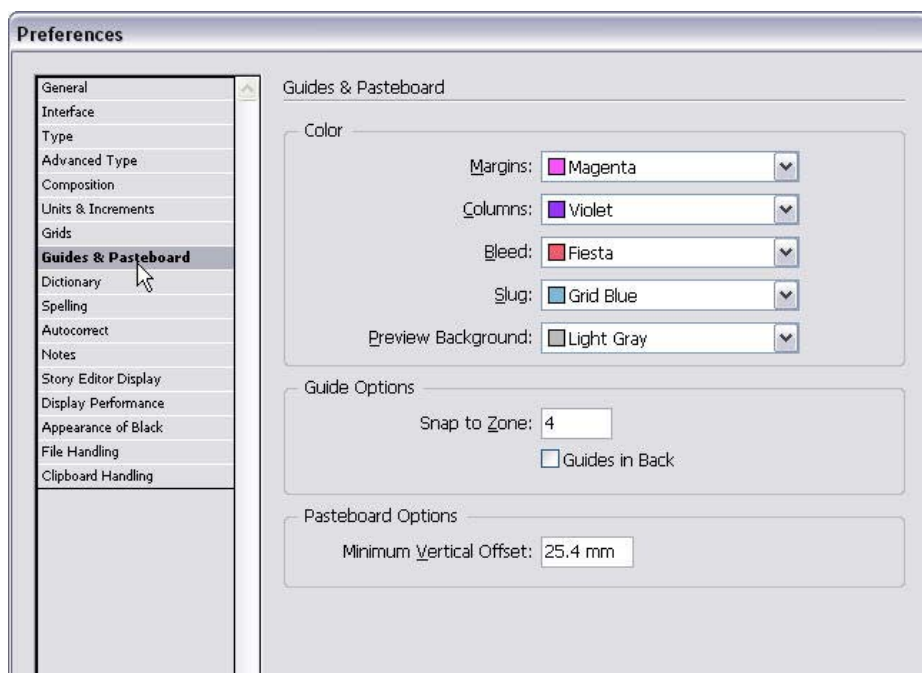 Preferences
General
Interface
Type
Advanced Type
Composition
Units & Increments
Grids
Guides & Pasteboard
Dictionary
Spelling
Autocorrect
Notes
Story Editor Display
Display Performance
Appearance of Black
File Handling
Clipboard Handling
Guides & Pasteboard
Color
Margins: Magenta
Columns: Violet
Bleed: Fiesta
Slug: Grid Blue
Preview Background: Light Gray
Guide Options
Snap to Zone: 4
Guides in Back
Pasteboard Options
Minimum Vertical Offset: 25.4 mm